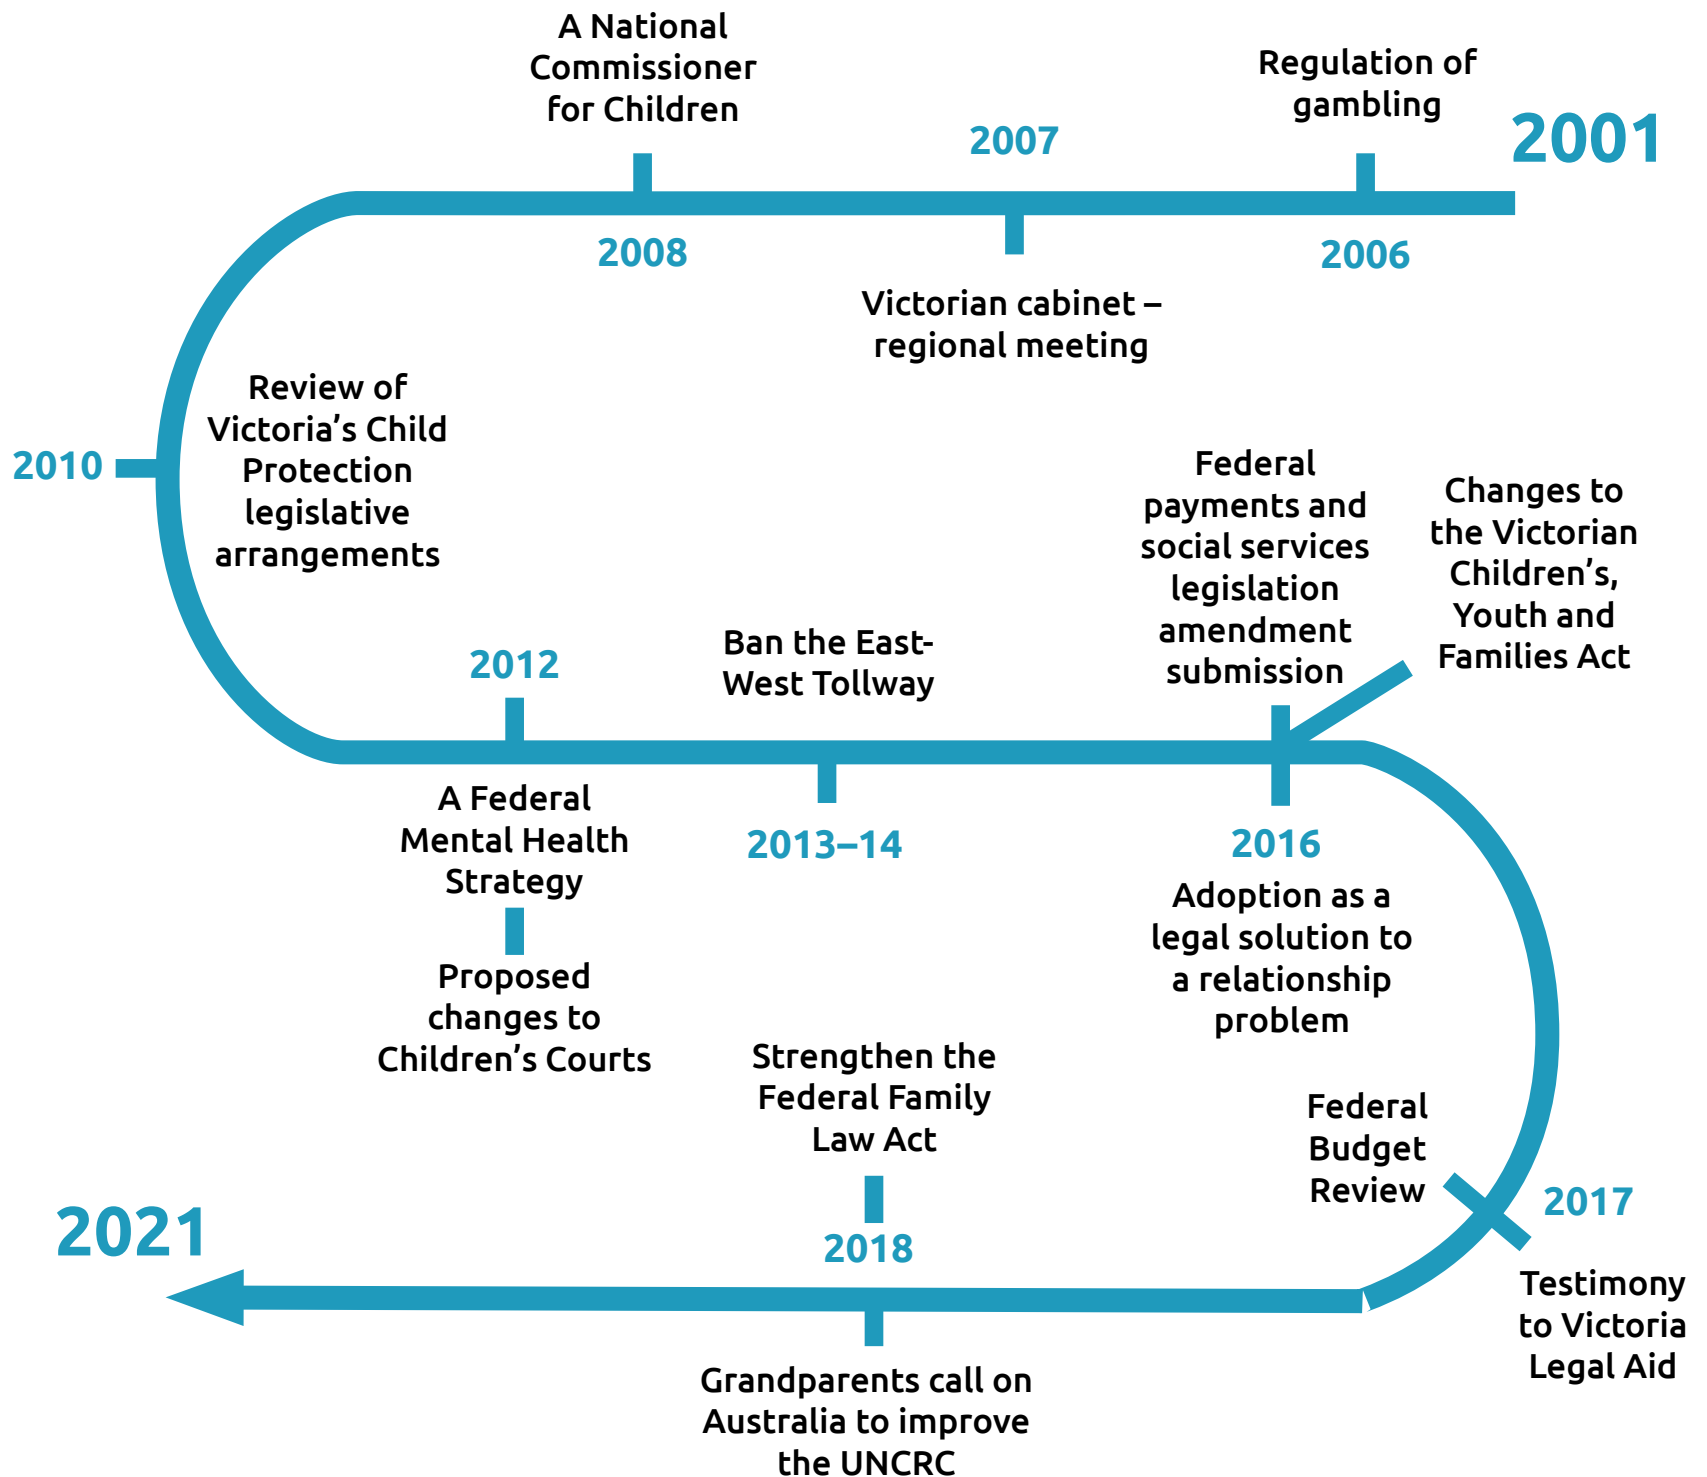 2001
Regulation of
gambling
2006
2007
Victorian cabinet –
regional meeting
A National
Commissioner
for Children
2008
2010
Review of
Victoria’s Child
Protection
legislative
arrangements
2012
A Federal
Mental Health
Strategy
Proposed
changes to
Children’s Courts
Ban the East-
West Tollway
2013–14
Federal
payments and
social services
legislation
amendment
submission
Changes to
the Victorian
Children’s,
Youth and
Families Act
2016
Adoption as a
legal solution to
a relationship
problem
Federal
Budget
Review
2017
Testimony
to Victoria
Legal Aid
Strengthen the
Federal Family
Law Act
2018
Grandparents call on
Australia to improve
the UNCRC
2021